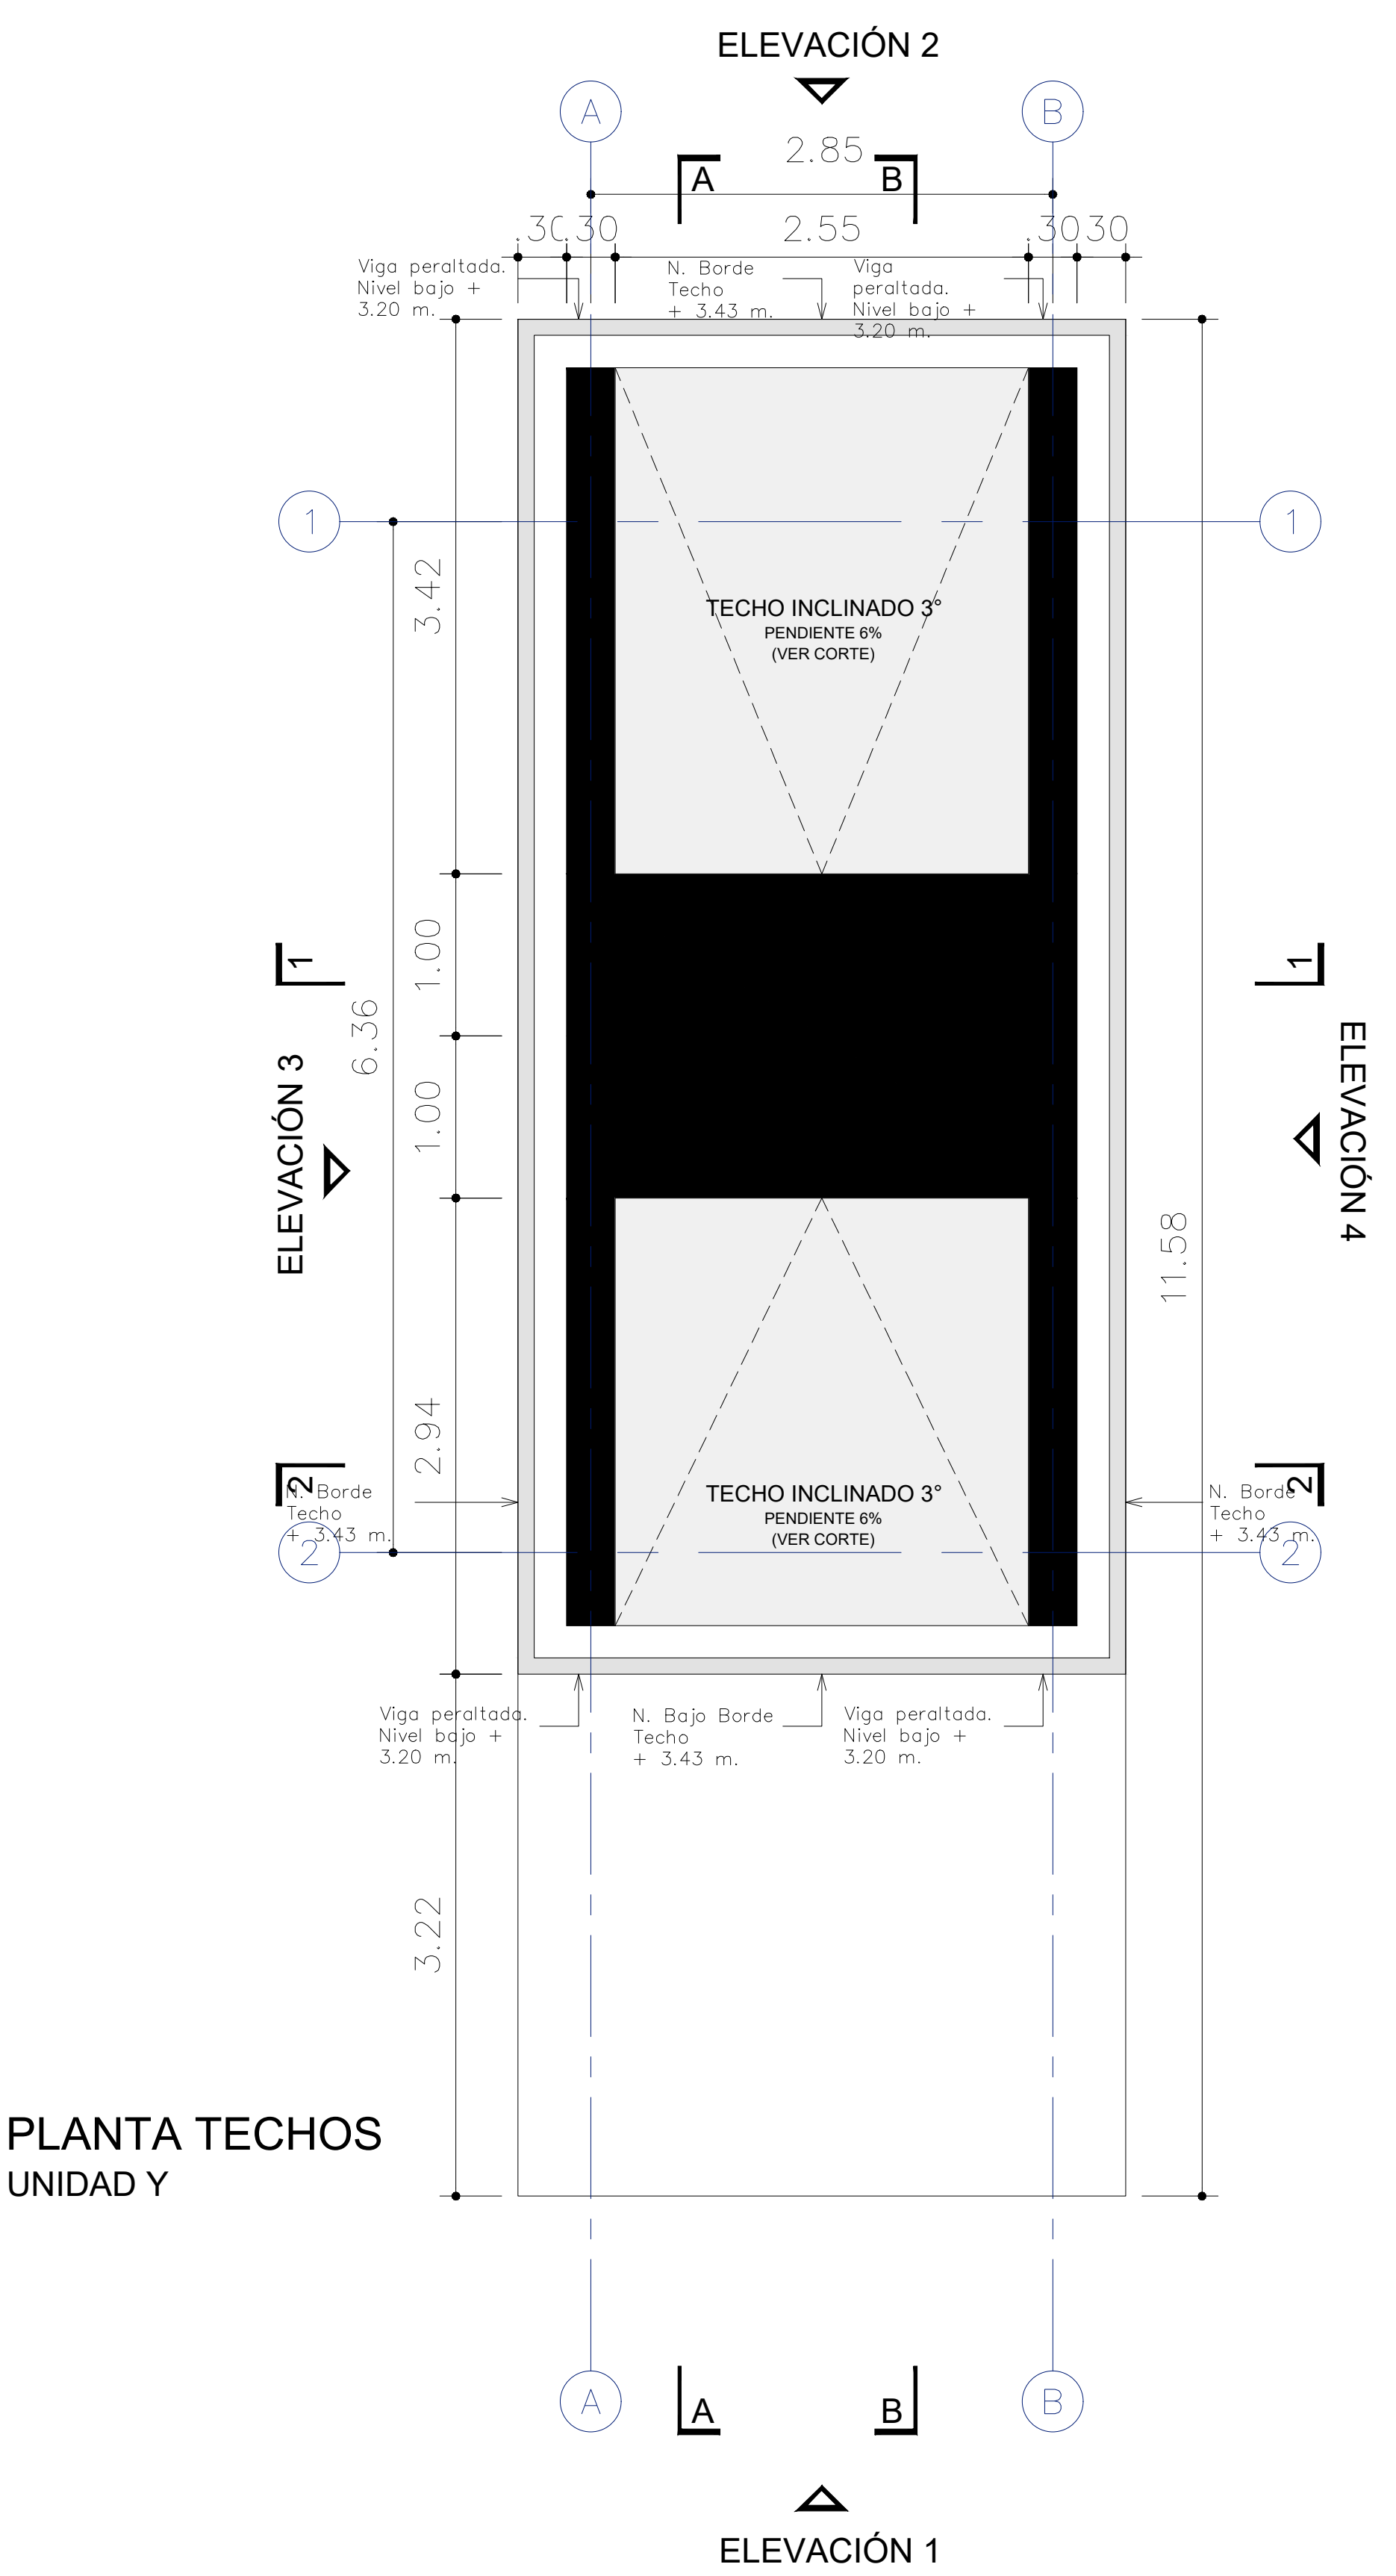 ELEVACIÓN 2
A
B
2.85
A
B
.30
.30
2.55
.30
.30
Viga peraltada.
Nivel bajo +
3.20 m.
N. Borde
Techo
+ 3.43 m.
Viga
peraltada.
Nivel bajo +
3.20 m.
1
1
3.42
TECHO INCLINADO 3°
PENDIENTE 6%
(VER CORTE)
1
1
1.00
6.36
1.00
ELEVACIÓN 3
ELEVACIÓN 4
11.58
2.94
2
2
N. Borde
Techo
+ 3.43 m.
TECHO INCLINADO 3°
PENDIENTE 6%
(VER CORTE)
N. Borde
Techo
+ 3.43 m.
2
2
Viga peraltada.
Nivel bajo +
3.20 m.
N. Bajo Borde
Techo
+ 3.43 m.
Viga peraltada.
Nivel bajo +
3.20 m.
3.22
PLANTA TECHOS
UNIDAD Y
A
B
A
B
ELEVACIÓN 1